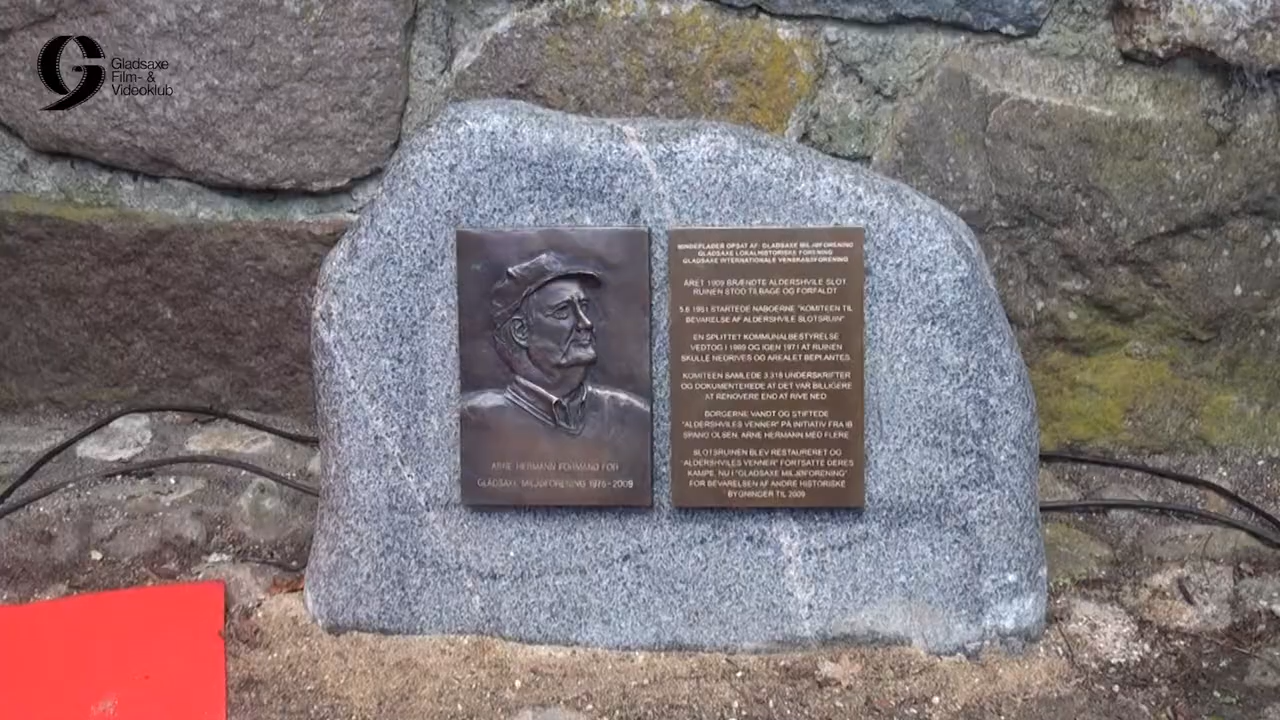 Gladsaxe
Film- &
Videoklub
MINDEPLADER OPSAT AF: GLADSAXE MILJØFORENING
GLADSAXE LOKALHISTORISKE FORENING
GLADSAXE INTERNATIONALE VENSKABSFORENING
ÅRET 1909 BRÆNDTE ALDERSHVILE SLOT
RUINEN STOD TILBAGE OG FORFALDT
STARTEDE NABOERNE "KOMITEEN TIL
BEVARELSE AF ALDERSHVILE SLOTSRUIN"
EN SPLITTET KOMMUNALBESTYRELSE
VEDTOG I 1969 OG IGEN 1971 AT RUINEN
SKULLE NEDRIVES OG AREALET BEPLANTES
KOMITEEN SAMLEDE 3.318 UNDERSKRIFTER
OG DOKUMENTEREDE AT DET VAR BILLIGERE
AT RENOVERE END AT RIVE NED
BORGERNE VANDT OG STIFTEDE
"ALDERSHVILES VENNER" PÅ INITIATIV FRA IB
SPANG OLSEN, ARNE HERMANN MED FLERE
SLOTSRUINEN BLEV RESTAURERET OG
"ALDERSHVILES VENNER" FORTSATTE DERES
KAMPE, NU I "GLADSAXE MILJØFORENING"
FOR BEVARELSEN AF ANDRE HISTORISKE
BYGNINGER TIL 2009
ARNE HERMANN FORMAND FOR
GLADSAXE MILJØFORENING 1975-2009